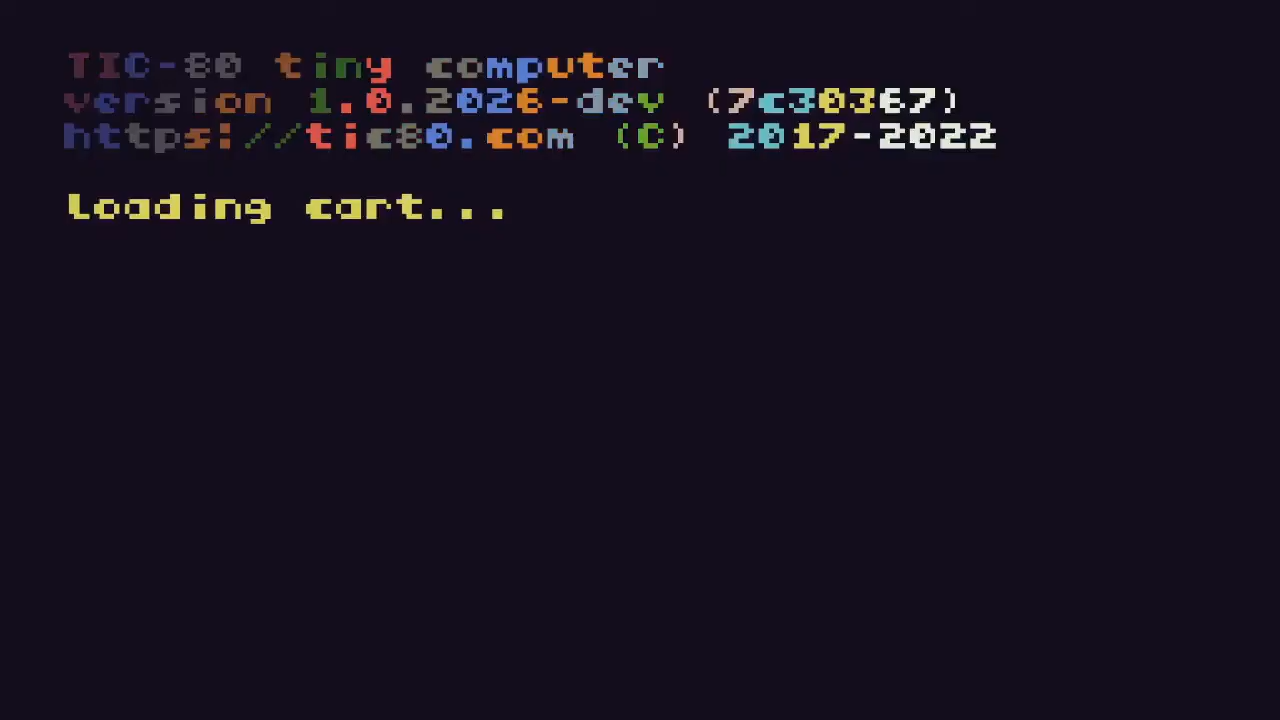 TIC-80 tiny computer
version 1.0.2026-dev (7c30367)
https://tic80.com (C) 2017-2022
Loading cart...